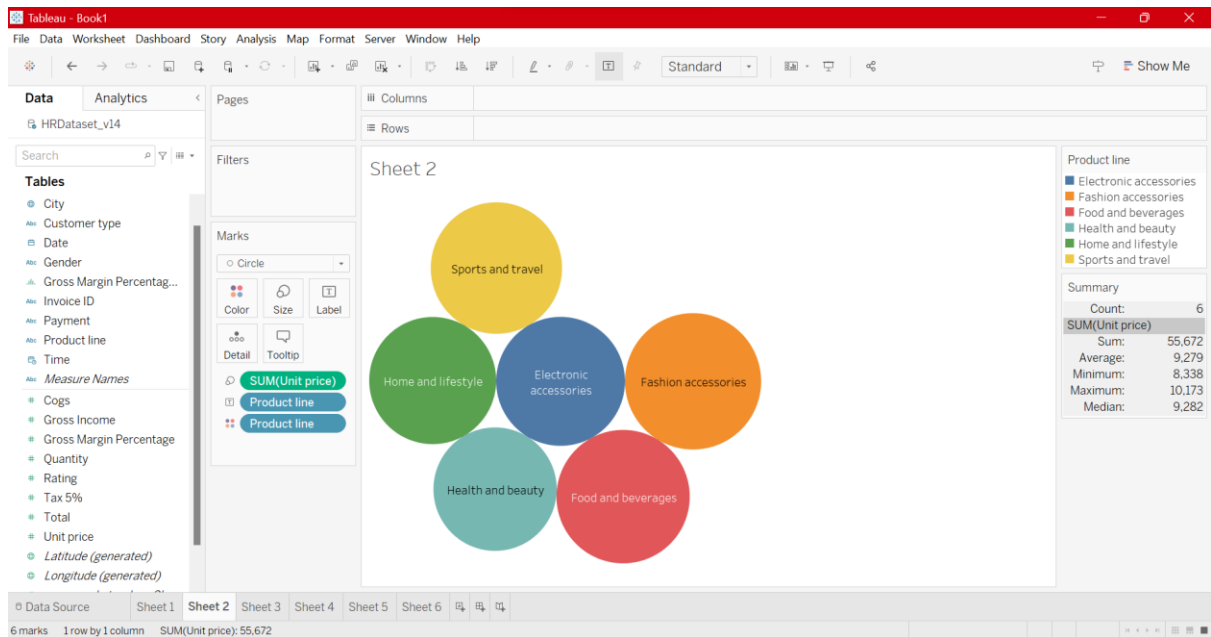 Tableau - Book1
File Data Worksheet Dashboard Story Analysis Map Format Server Window Help
Standard
Show Me
Data Analytics
HRDataset_v14
Search
Tables
City
Abc Customer type
Date
Abc Gender
Gross Margin Percentag...
Abc Invoice ID
Abc Payment
Abc Product line
Time
Abc Measure Names
# Cogs
# Gross Income
# Gross Margin Percentage
# Quantity
# Rating
# Tax 5%
# Total
# Unit price
Latitude (generated)
Longitude (generated)
Pages
Filters
Marks
Circle
Color Size Label
Detail Tooltip
SUM(Unit price)
Product line
Product line
Columns
Rows
Sheet 2
Sports and travel
Home and lifestyle
Electronic
accessories
Fashion accessories
Health and beauty
Food and beverages
Product line
Electronic accessories
Fashion accessories
Food and beverages
Health and beauty
Home and lifestyle
Sports and travel
Summary
Count: 6
SUM(Unit price)
Sum: 55,672
Average: 9,279
Minimum: 8,338
Maximum: 10,173
Median: 9,282
Data Source Sheet 1 Sheet 2 Sheet 3 Sheet 4 Sheet 5 Sheet 6
6 marks 1 row by 1 column SUM(Unit price): 55,672